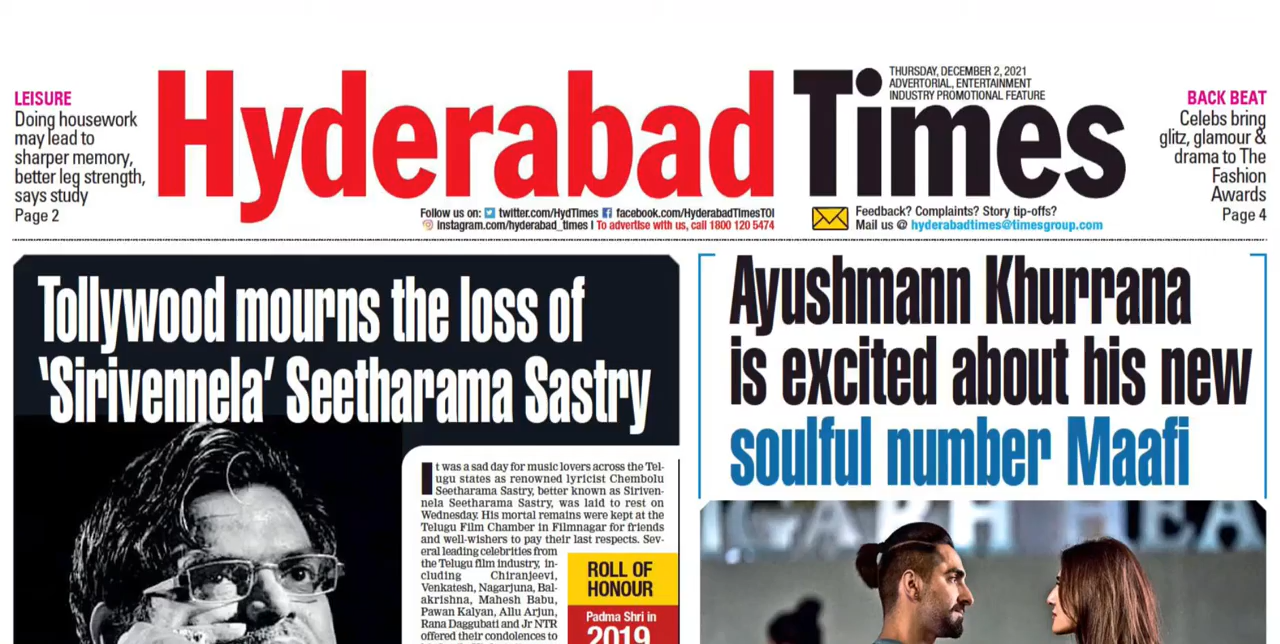 LEISURE
Doing housework
may lead to
sharper memory,
better leg strength,
says study
Page 2
Hyderabad Times
THURSDAY, DECEMBER 2, 2021
ADVERTORIAL, ENTERTAINMENT
INDUSTRY PROMOTIONAL FEATURE
BACK BEAT
Celebs bring
glitz, glamour &
drama to The
Fashion
Awards
Page 4
Follow us on: twitter.com/HydTimes facebook.com/HyderabadTimesTOI
instagram.com/hyderabad_times I To advertise with us, call 1800 120 5474
Feedback? Complaints? Story tip-offs?
Mail us @ hyderabadtimes@timesgroup.com
Tollywood mourns the loss of
‘Sirivennela’ Seetharama Sastry
It was a sad day for music lovers across the Tel-
ugu states as renowned lyricist Chembolu
Seetharama Sastry, better known as Siriven-
nela Seetharama Sastry, was laid to rest on
Wednesday. His mortal remains were kept at the
Telugu Film Chamber in Filmnagar for friends
and well-wishers to pay their last respects. Sev-
eral leading celebrities from
the Telugu film industry, in-
cluding Chiranjeevi,
Venkatesh, Nagarjuna, Bal-
akrishna, Mahesh Babu,
Pawan Kalyan, Allu Arjun,
Rana Daggubati and Jr NTR
offered their condolences to
ROLL OF
HONOUR
Padma Shri in
2019
Ayushmann Khurrana
is excited about his new
soulful number Maafi